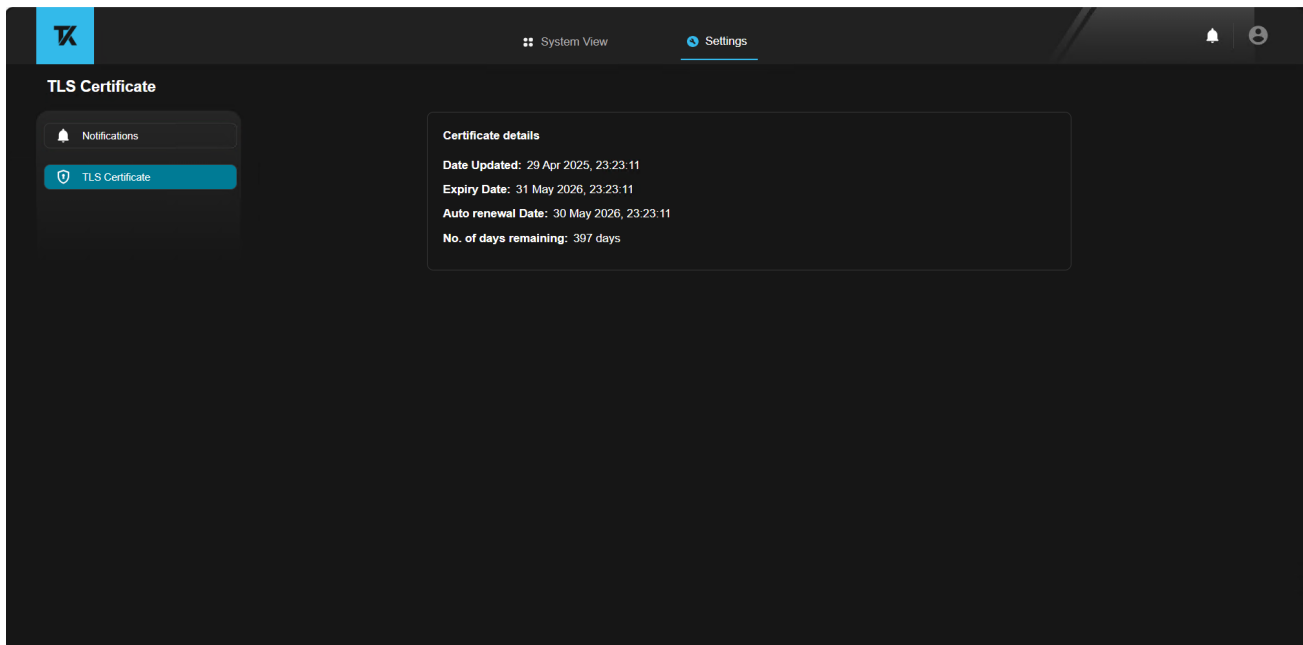 TK
System View
Settings
TLS Certificate
Notifications
TLS Certificate
Certificate details
Date Updated: 29 Apr 2025, 23:23:11
Expiry Date: 31 May 2026, 23:23:11
Auto renewal Date: 30 May 2026, 23:23:11
No. of days remaining: 397 days